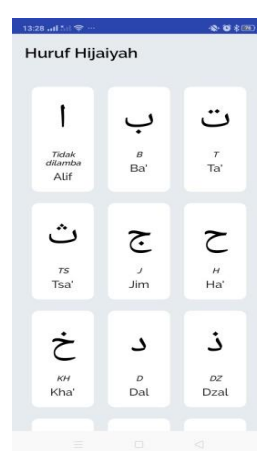 13:28
Huruf Hijaiyah
ا
ب
ت
Tidak
dilamba
B
T
Alif
Ba'
Ta'
ث
ج
ح
TS
J
H
Tsa'
Jim
Ha'
خ
د
ذ
KH
D
DZ
Kha'
Dal
Dzal